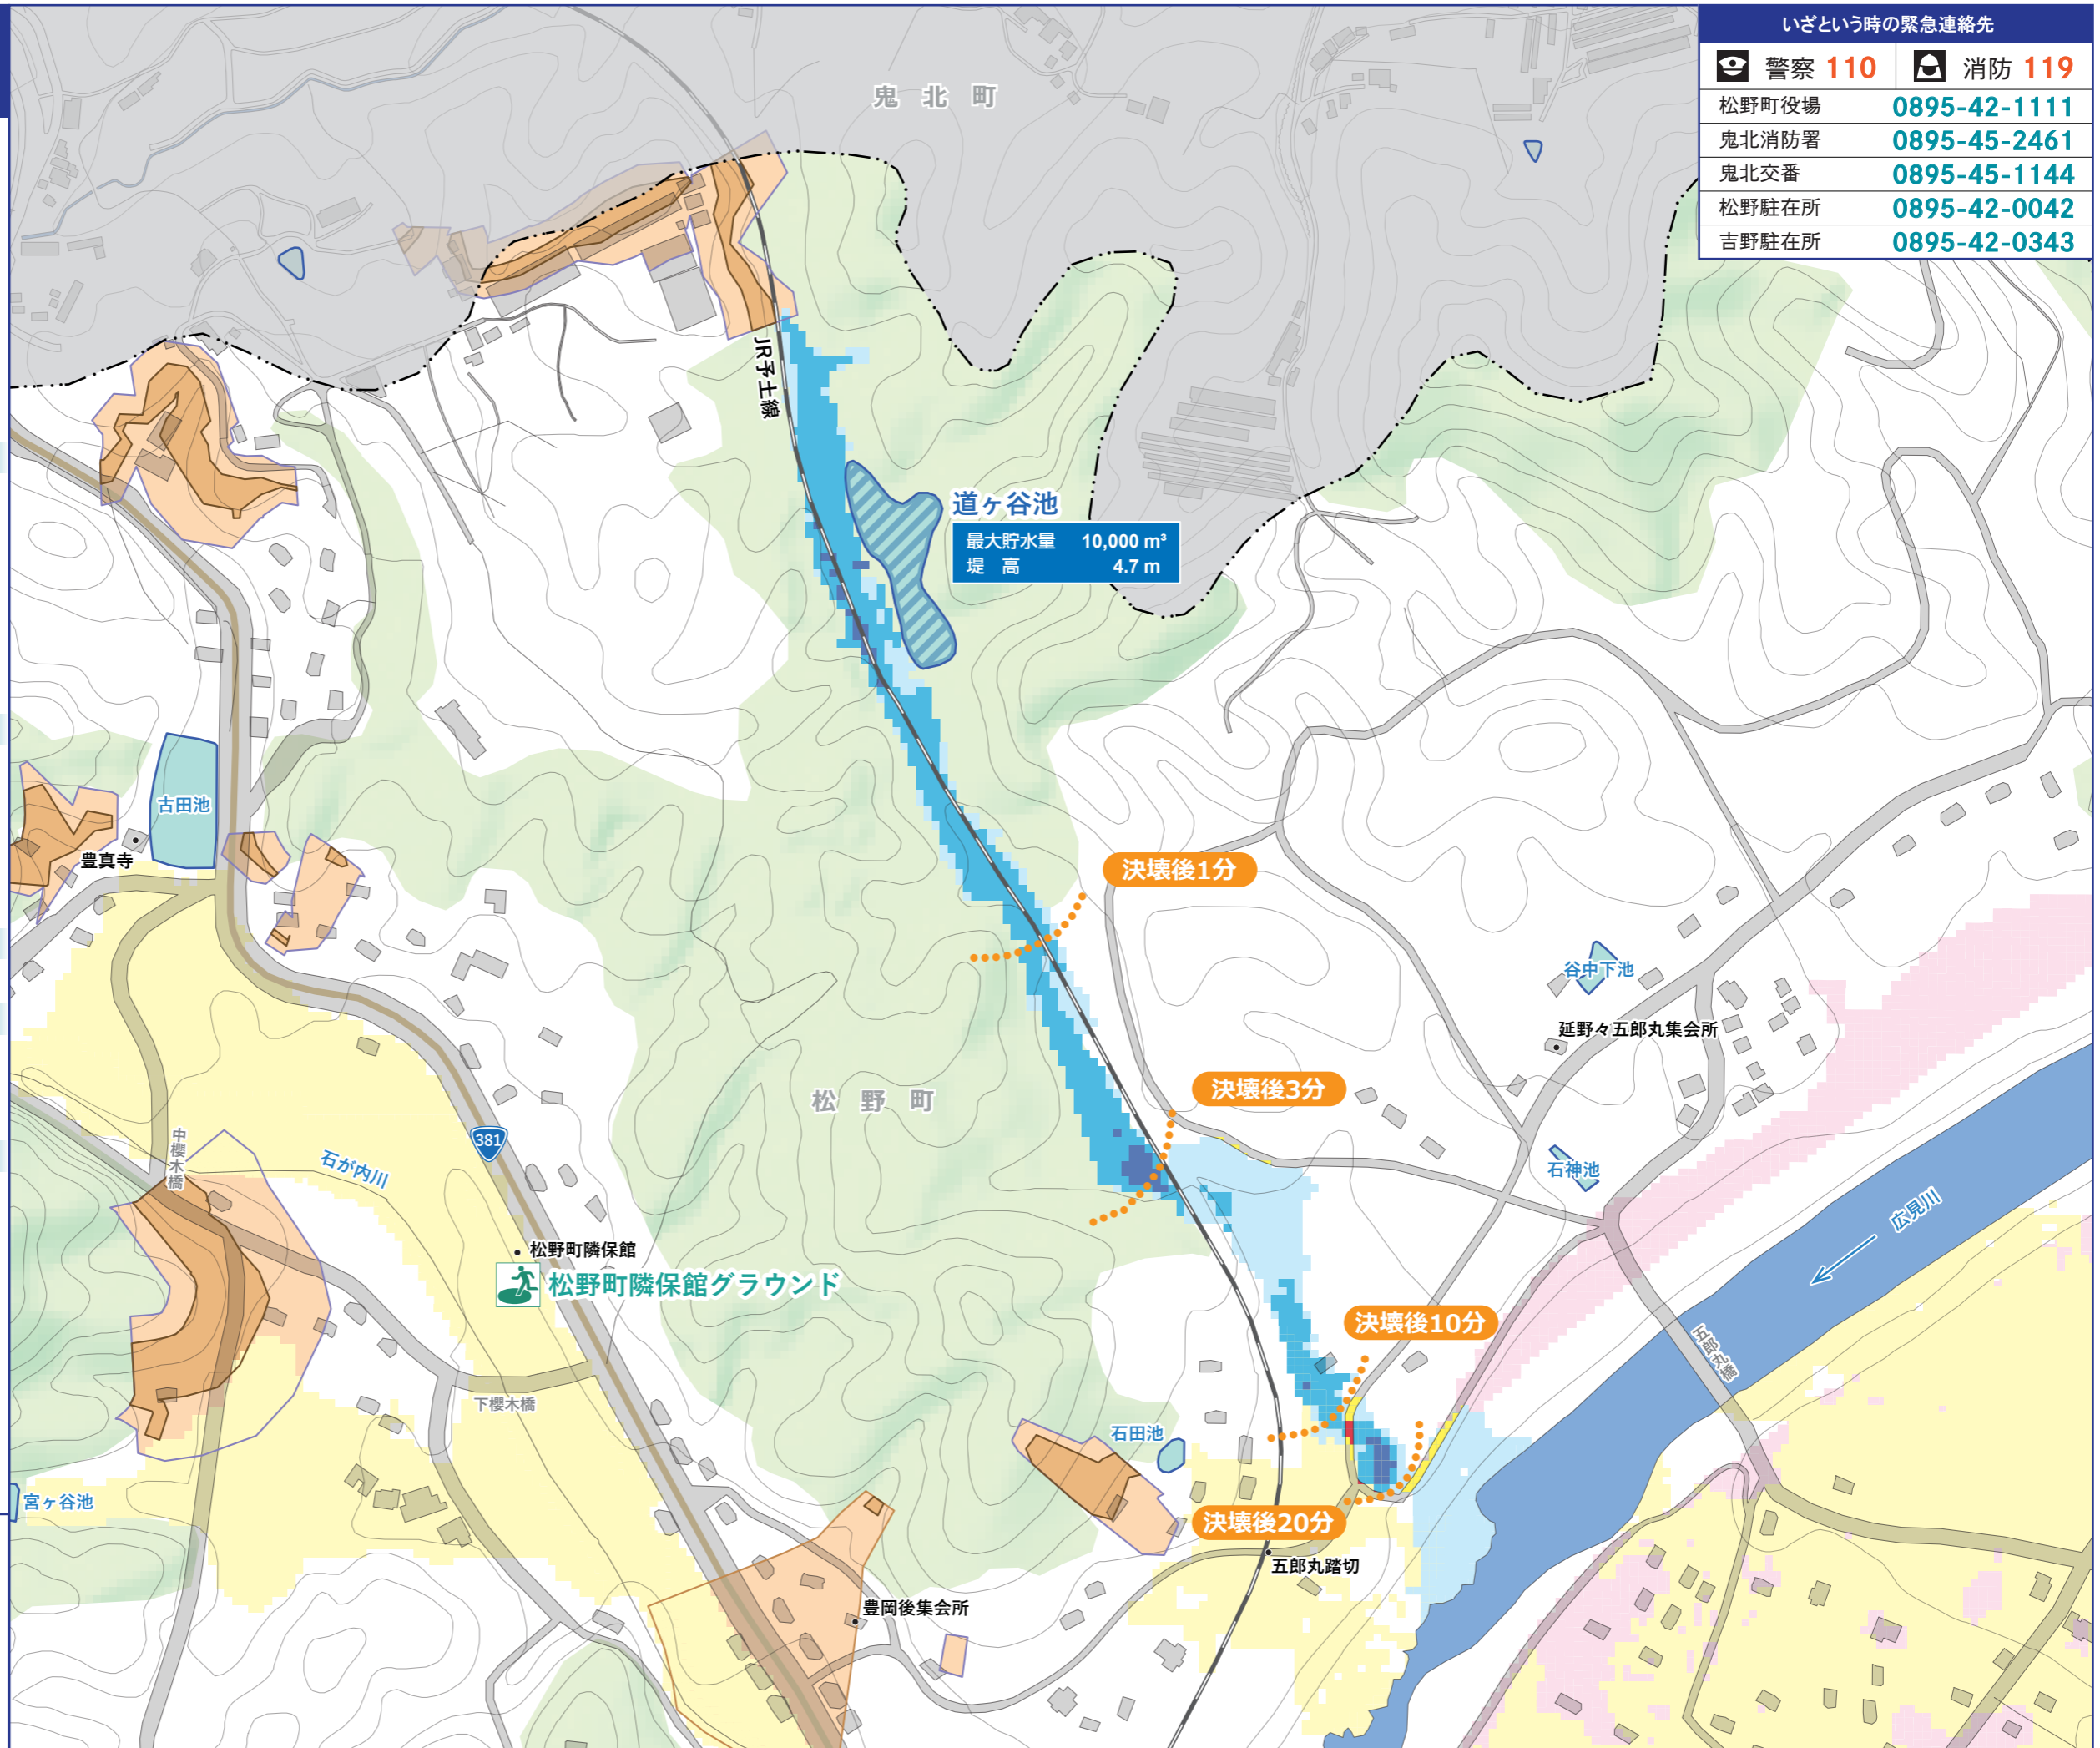 いざという時の緊急連絡先
警察 110 消防 119
松野町役場 0895-42-1111
鬼北消防署 0895-45-2461
鬼北交番 0895-45-1144
松野駐在所 0895-42-0042
吉野駐在所 0895-42-0343
鬼北町
JR予土線
道ヶ谷池
最大貯水量 10,000 m³
堤高 4.7 m
古田池
豊真寺
決壊後1分
谷中下池
延野々五郎丸集会所
決壊後3分
松野町
中櫻木橋
石が内川
381
石神池
広見川
松野町隣保館
松野町隣保館グラウンド
決壊後10分
五郎丸橋
下櫻木橋
石田池
宮ヶ谷池
決壊後20分
五郎丸踏切
豊岡後集会所